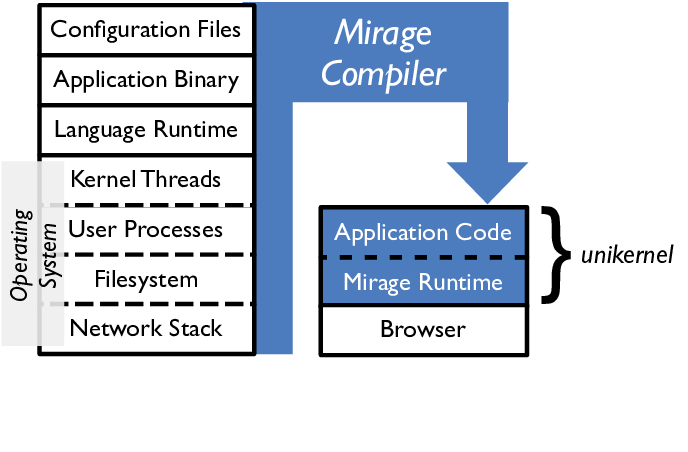 Configuration Files
Application Binary
Language Runtime
Kernel Threads
User Processes
Filesystem
Network Stack
Operating
System
Mirage
Compiler
Application Code
Mirage Runtime
Browser
unikernel